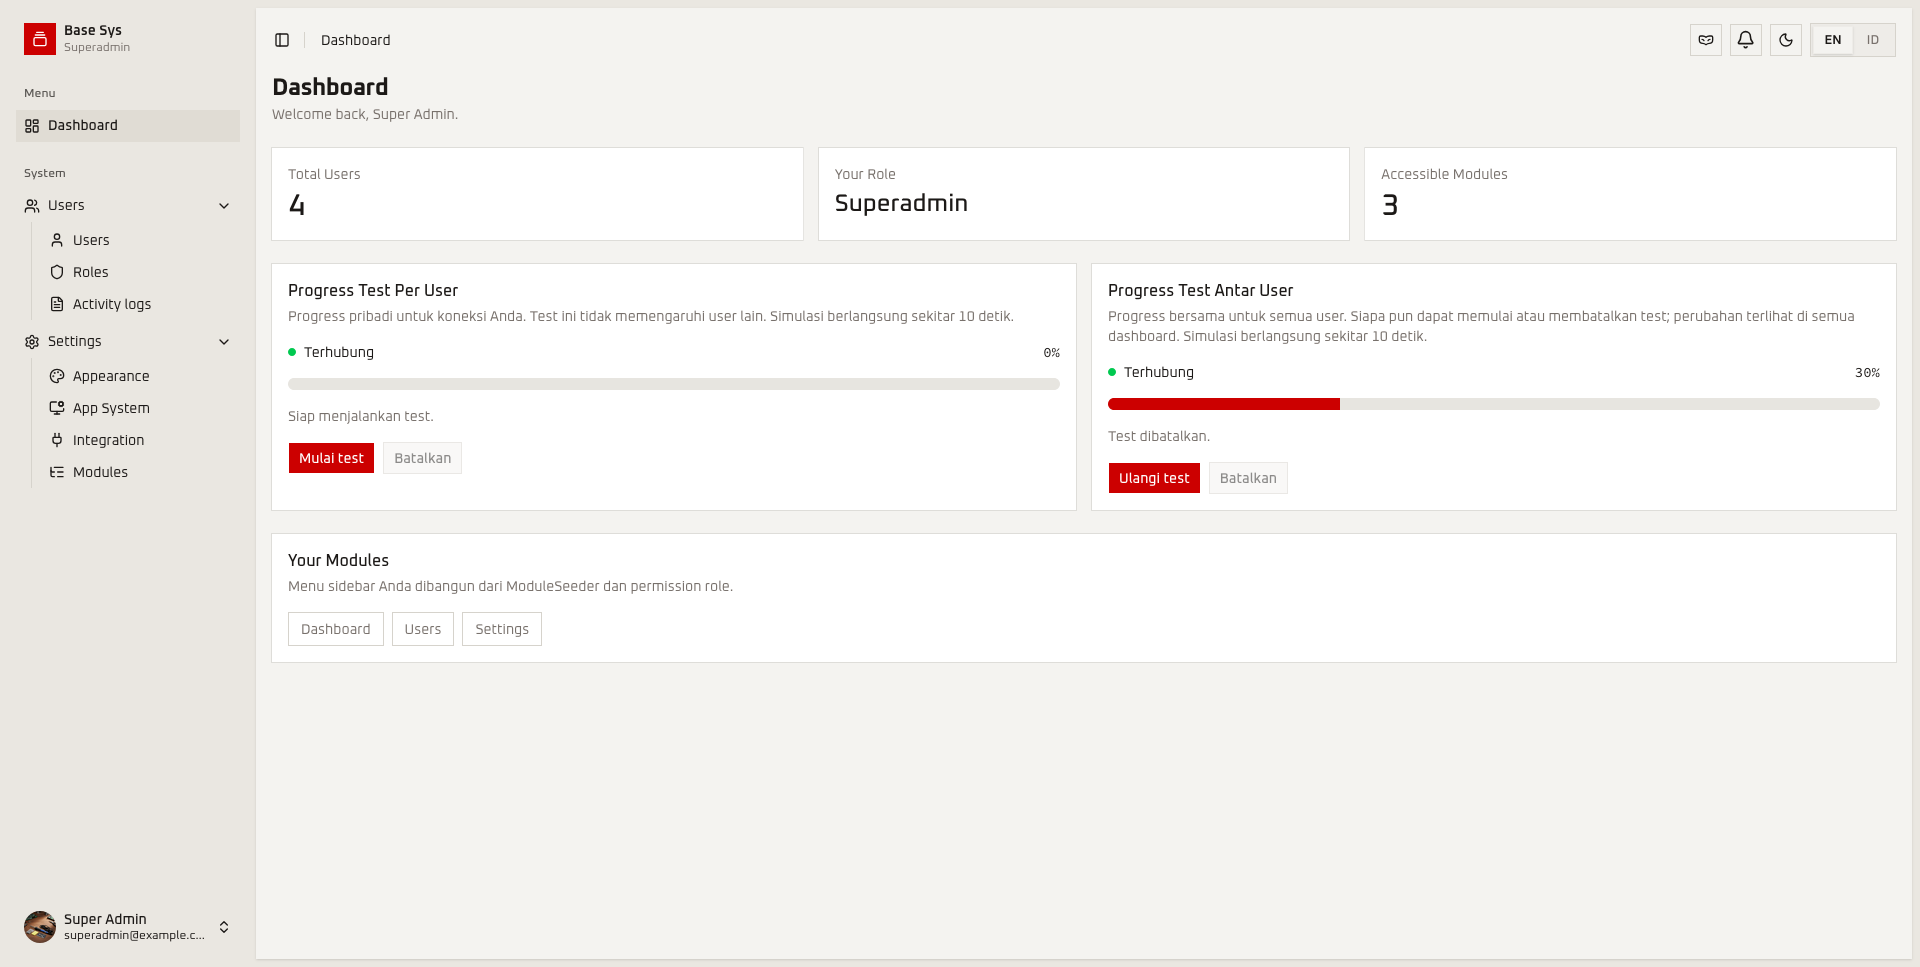 Base Sys
Superadmin
Menu
Dashboard
System
Users
Users
Roles
Activity logs
Settings
Appearance
App System
Integration
Modules
Super Admin
superadmin@example.c...
Dashboard
EN ID
Dashboard
Welcome back, Super Admin.
Total Users
4
Your Role
Superadmin
Accessible Modules
3
Progress Test Per User
Progress pribadi untuk koneksi Anda. Test ini tidak memengaruhi user lain. Simulasi berlangsung sekitar 10 detik.
Terhubung 0%
Siap menjalankan test.
Mulai test Batalkan
Progress Test Antar User
Progress bersama untuk semua user. Siapa pun dapat memulai atau membatalkan test; perubahan terlihat di semua
dashboard. Simulasi berlangsung sekitar 10 detik.
Terhubung 30%
Test dibatalkan.
Ulangi test Batalkan
Your Modules
Menu sidebar Anda dibangun dari ModuleSeeder dan permission role.
Dashboard Users Settings